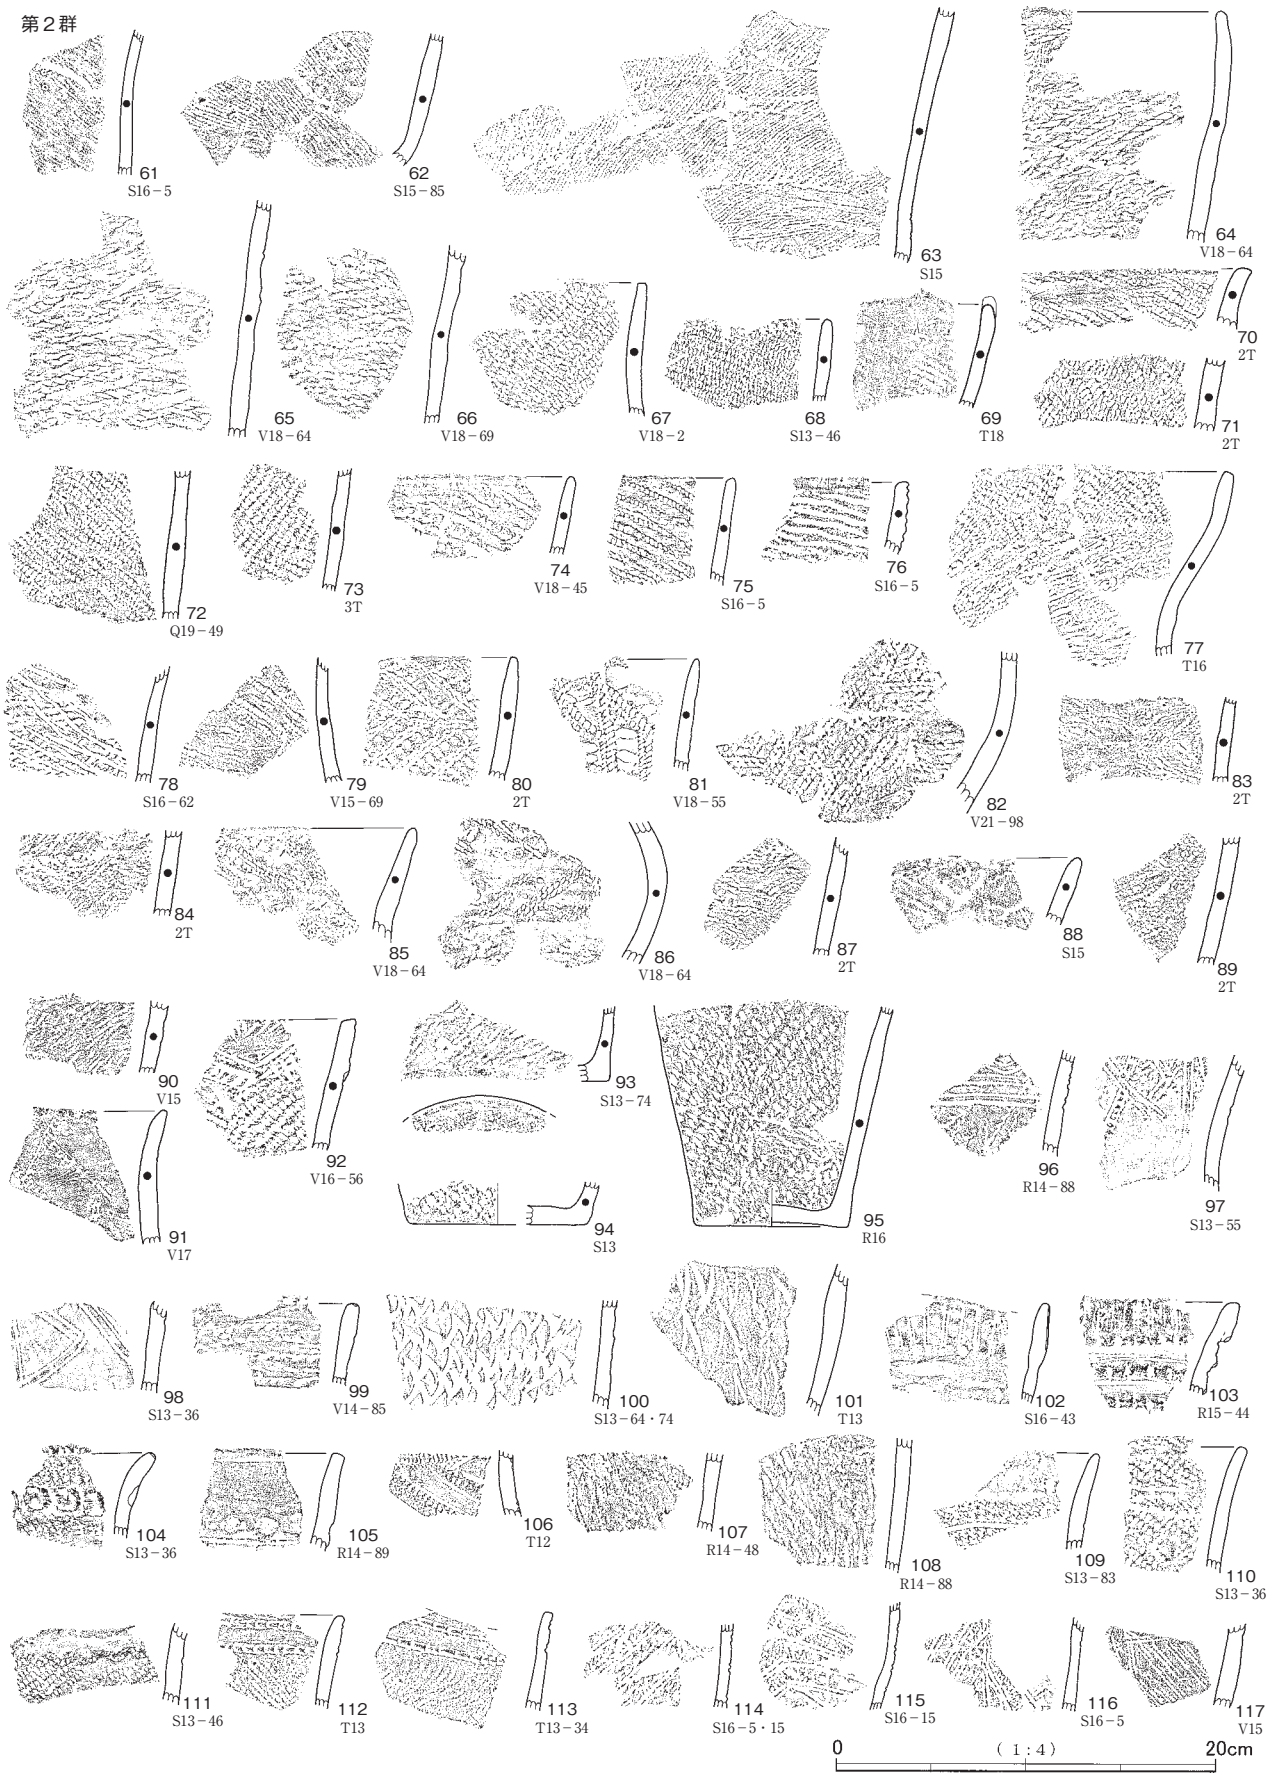 第２群
61
S16－5
62
S15－85
63
S15
64
V18－64
65
V18－64
66
V18－69
67
V18－2
68
S13－46
69
T18
70
2T
71
2T
72
Q19－49
73
3T
74
V18－45
75
S16－5
76
S16－5
77
T16
78
S16－62
79
V15－69
80
2T
81
V18－55
82
V21－98
83
2T
84
2T
85
V18－64
86
V18－64
87
2T
88
S15
89
2T
90
V15
91
V17
92
V16－56
93
S13－74
94
S13
95
R16
96
R14－88
97
S13－55
98
S13－36
99
V14－85
100
S13－64・74
101
T13
102
S16－43
103
R15－44
104
S13－36
105
R14－89
106
T12
107
R14－48
108
R14－88
109
S13－83
110
S13－36
111
S13－46
112
T13
113
T13－34
114
S16－5・15
115
S16－15
116
S16－5
117
V15
0 （1：4） 20cm